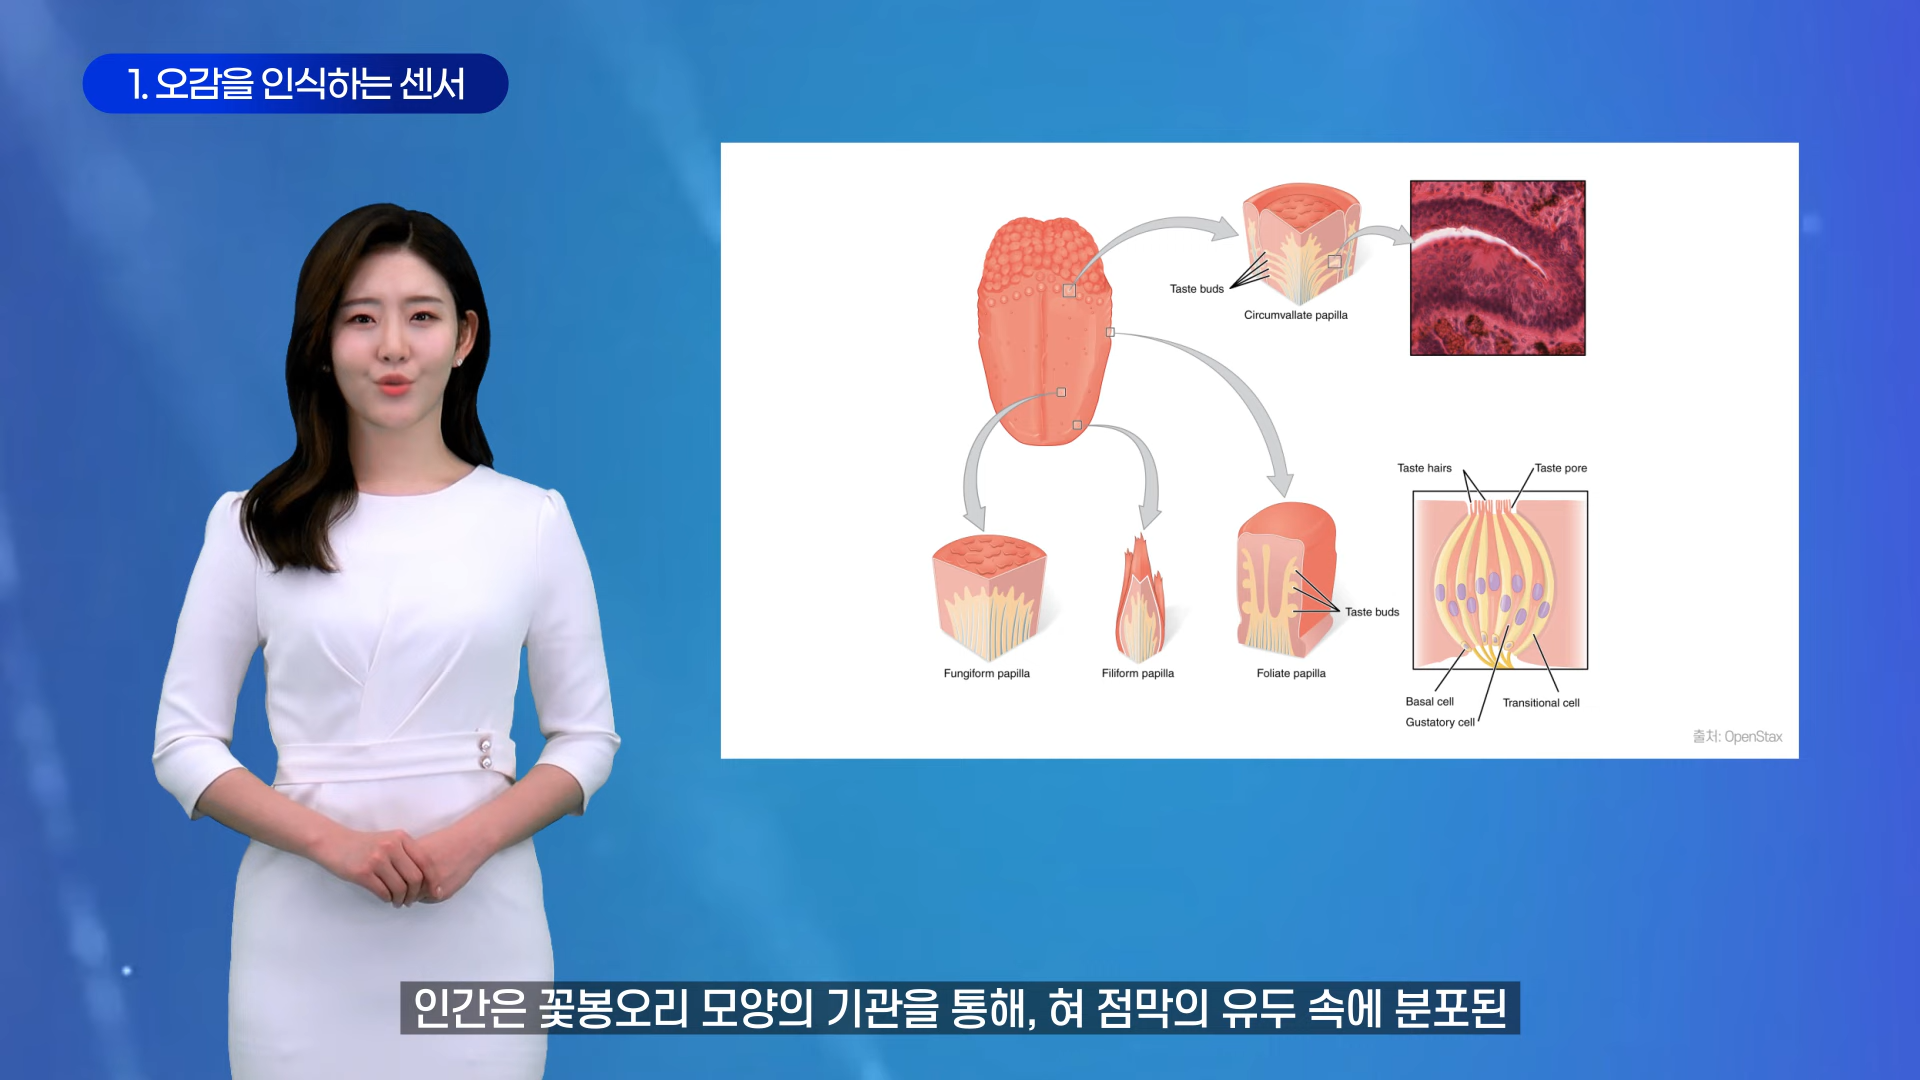 1. 오감을 인식하는 센서
Taste buds
Circumvallate papilla
Taste hairs
Taste pore
Taste buds
Fungiform papilla
Filiform papilla
Foliate papilla
Basal cell
Transitional cell
Gustatory cell
출처: OpenStax
인간은 꽃봉오리 모양의 기관을 통해, 혀 점막의 유두 속에 분포된